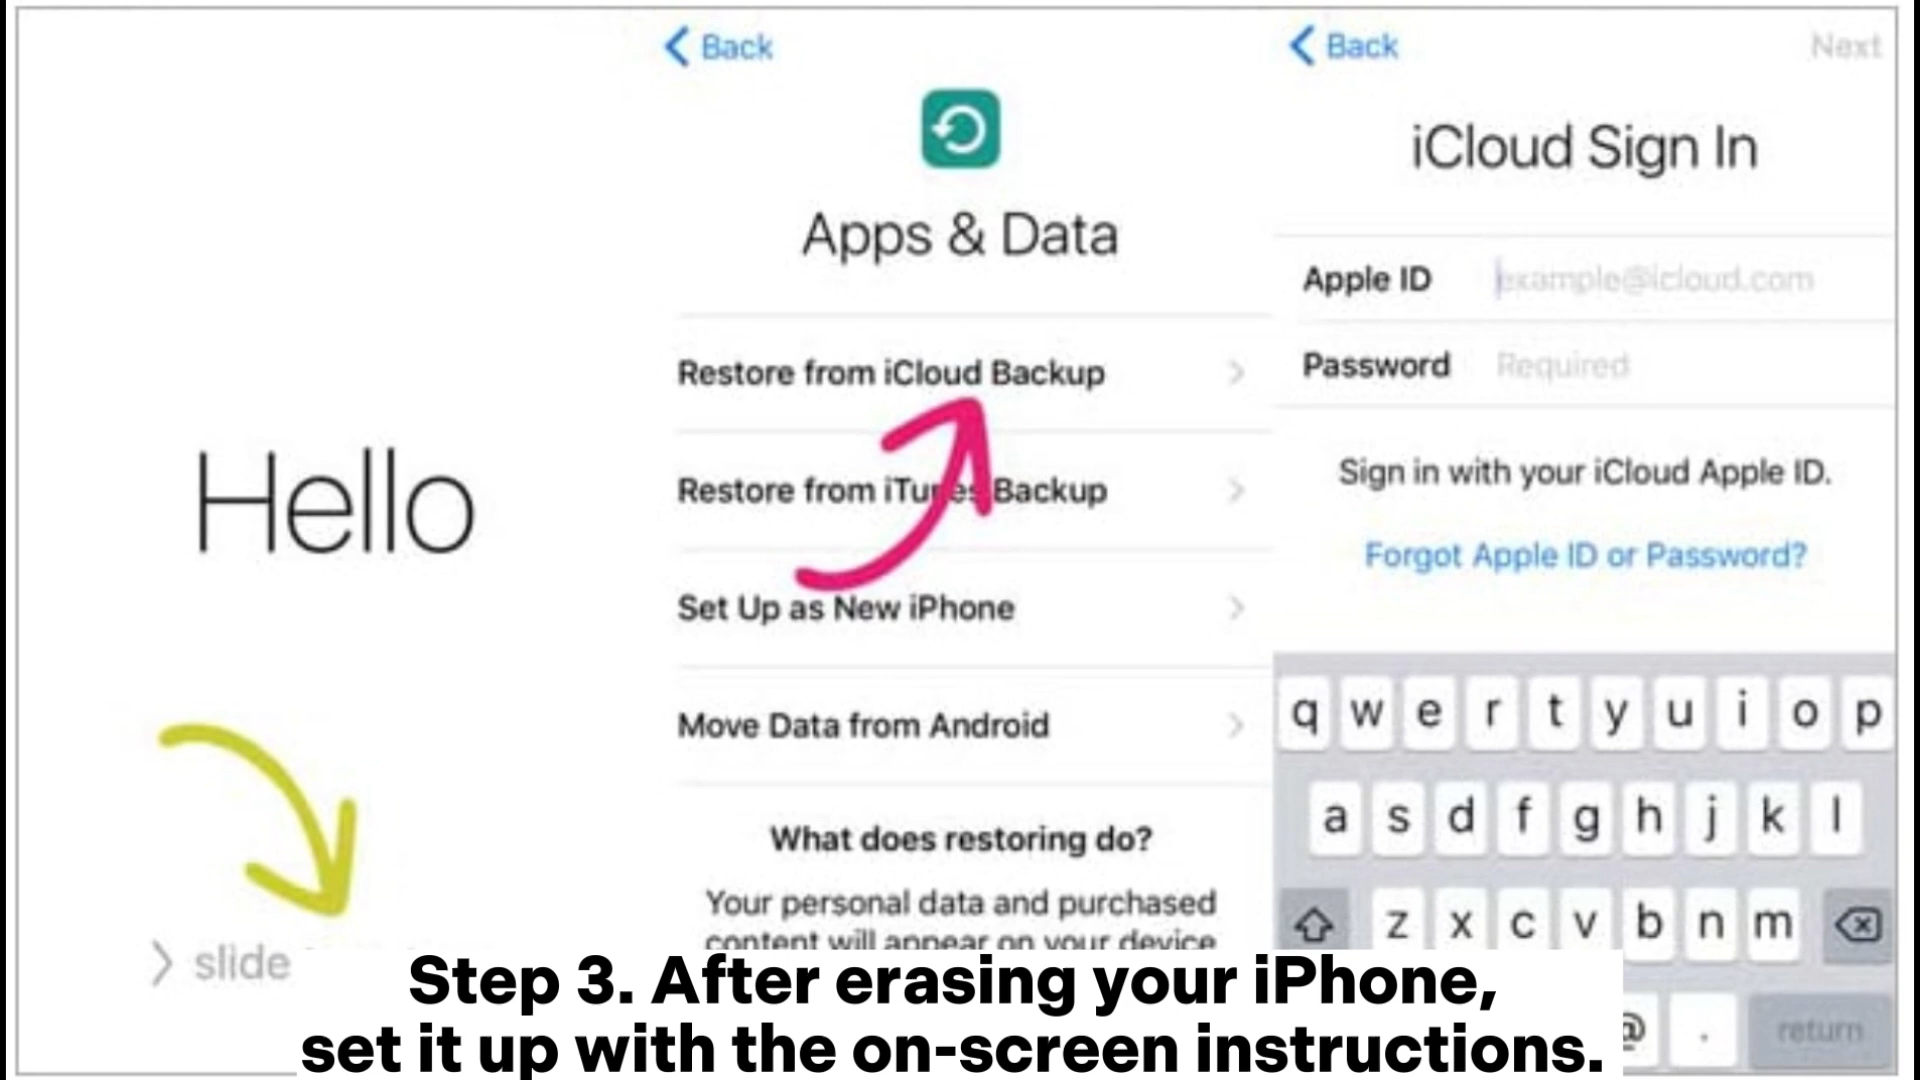 Hello
slide
Back
Apps & Data
Restore from iCloud Backup
Restore from iTunes Backup
Set Up as New iPhone
Move Data from Android
What does restoring do?
Your personal data and purchased
content will appear on your device
Back
Next
iCloud Sign In
Apple ID example@icloud.com
Password Required
Sign in with your iCloud Apple ID.
Forgot Apple ID or Password?
q w e r t y u i o p
a s d f g h j k l
z x c v b n m
@ . return
Step 3. After erasing your iPhone,
set it up with the on-screen instructions.